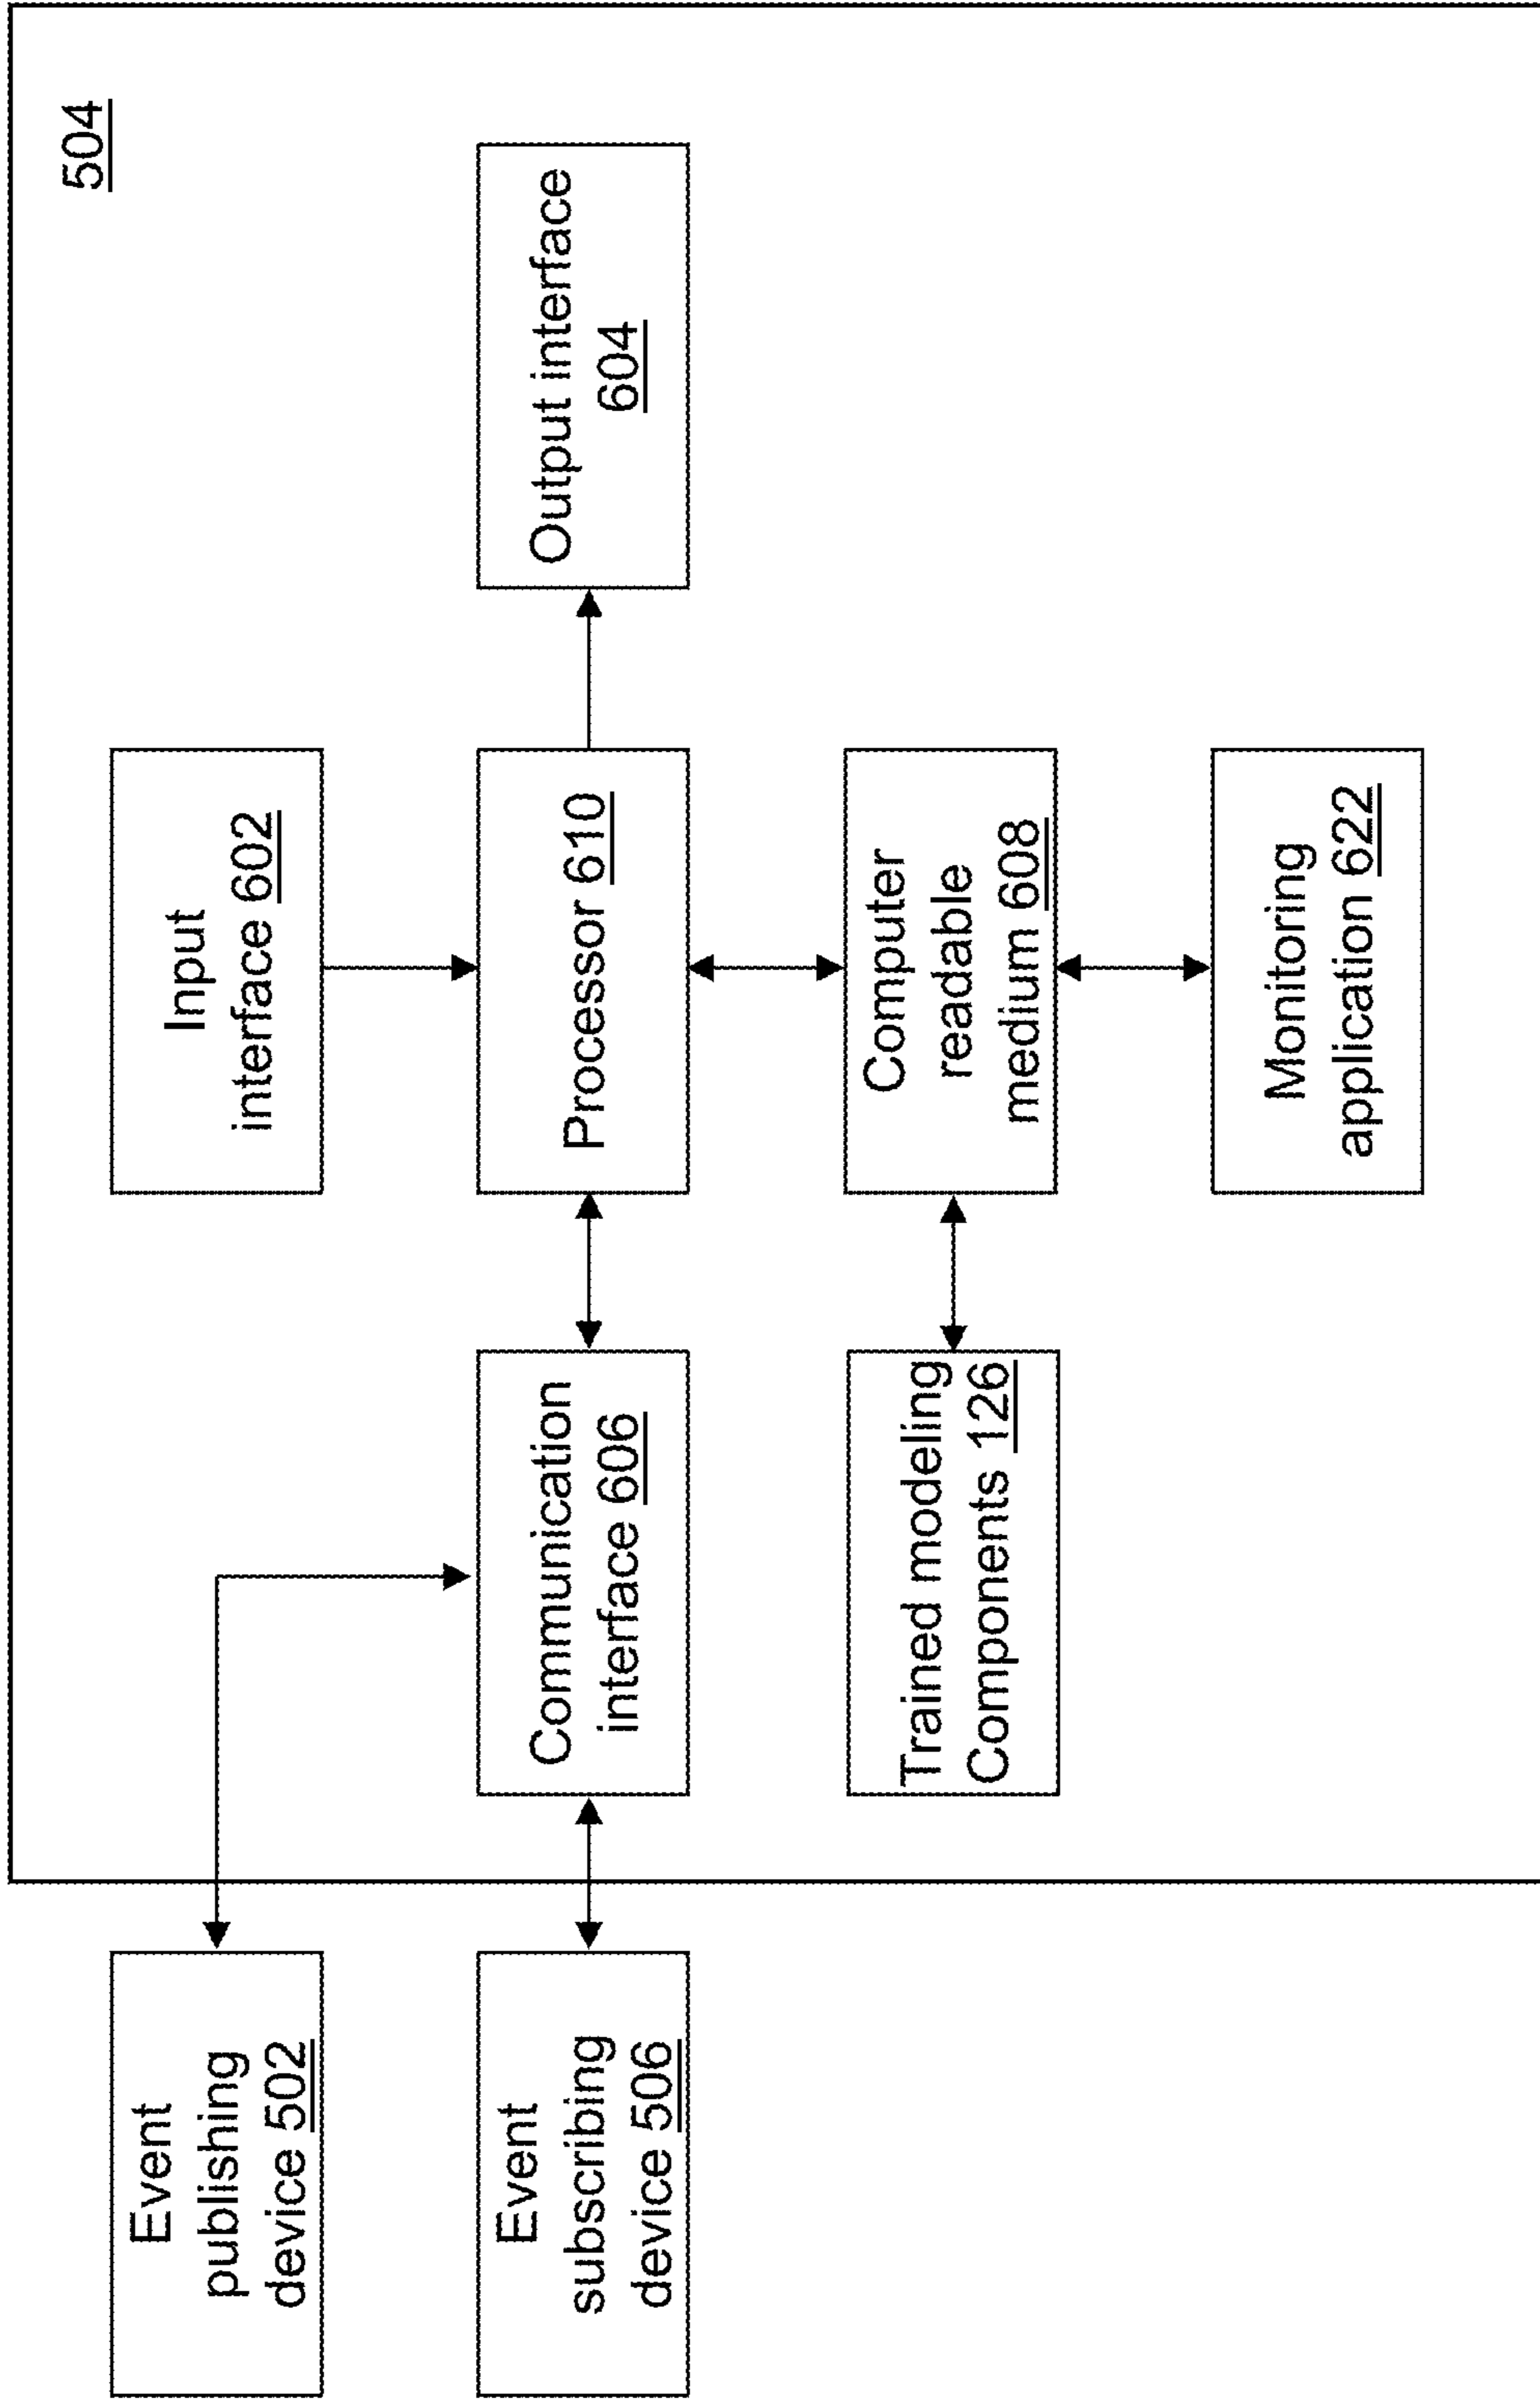 504
Event
publishing
device 502
Input
interface 602
Event
subscribing
device 506
Communication
interface 606
Processor 610
Output interface
604
Trained modeling
Components 126
Computer
readable
medium 608
Monitoring
application 622